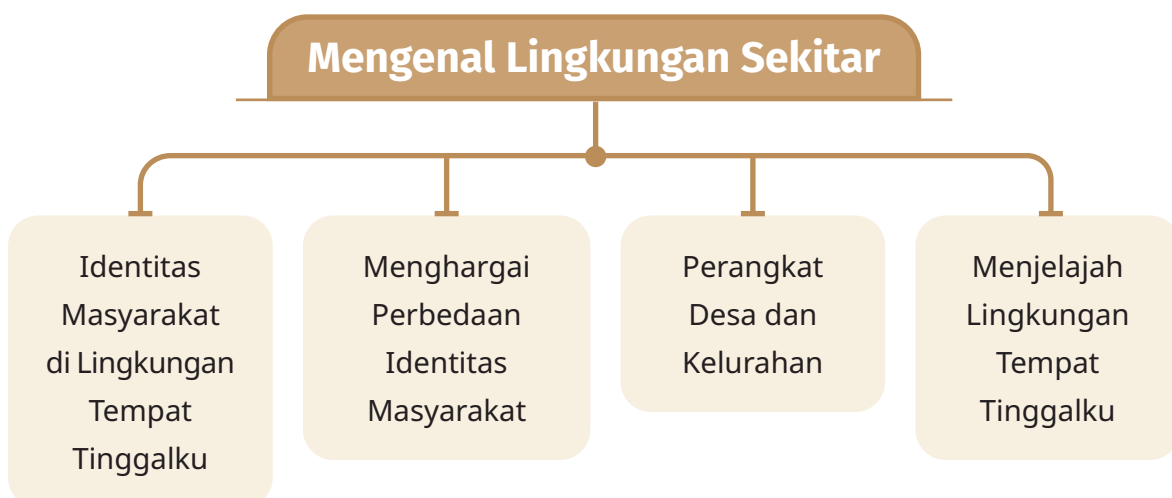 Mengenal Lingkungan Sekitar
Identitas
Masyarakat
di Lingkungan
Tempat
Tinggalku
Menghargai
Perbedaan
Identitas
Masyarakat
Perangkat
Desa dan
Kelurahan
Menjelajah
Lingkungan
Tempat
Tinggalku